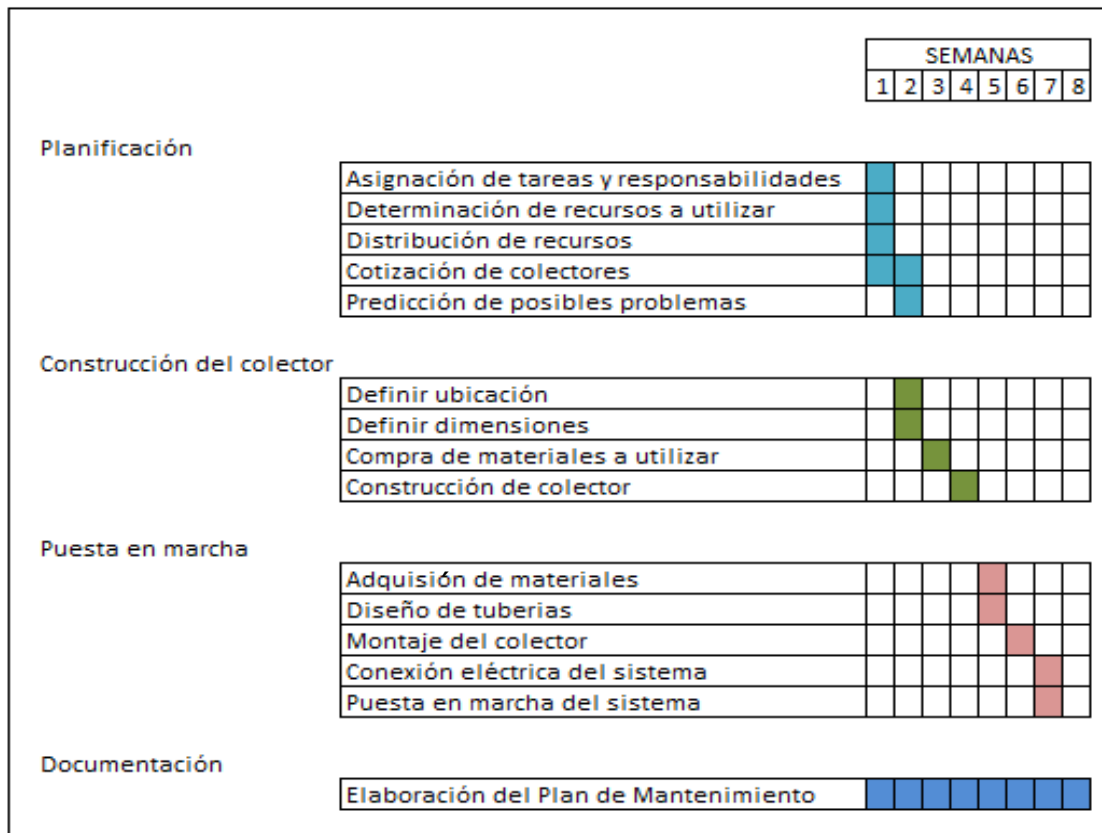 SEMANAS
1 2 3 4 5 6 7 8
Planificación
Asignación de tareas y responsabilidades
Determinación de recursos a utilizar
Distribución de recursos
Cotización de colectores
Predicción de posibles problemas
Construcción del colector
Definir ubicación
Definir dimensiones
Compra de materiales a utilizar
Construcción de colector
Puesta en marcha
Adquisión de materiales
Diseño de tuberias
Montaje del colector
Conexión eléctrica del sistema
Puesta en marcha del sistema
Documentación
Elaboración del Plan de Mantenimiento